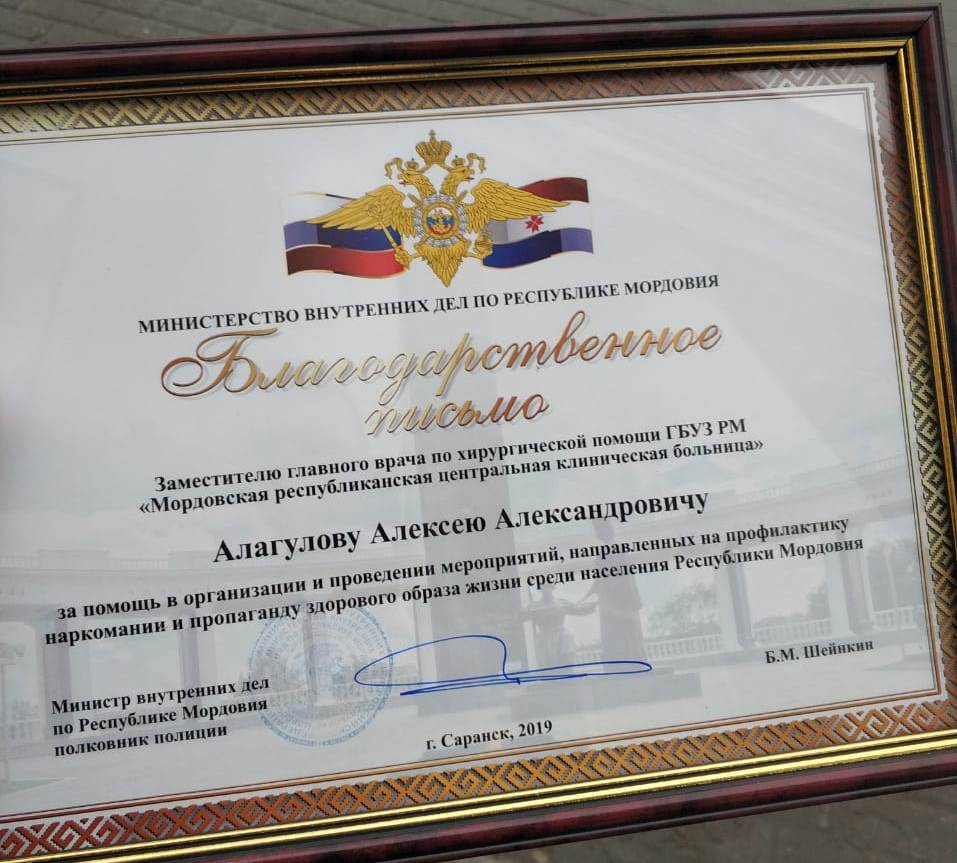 МИНИСТЕРСТВО ВНУТРЕННИХ ДЕЛ ПО РЕСПУБЛИКЕ МОРДОВИЯ
Благодарственное
письмо
Заместителю главного врача по хирургической помощи ГБУЗ РМ
«Мордовская республиканская центральная клиническая больница»
Алагулову Алексею Александровичу
за помощь в организации и проведении мероприятий, направленных на профилактику
наркомании и пропаганду здорового образа жизни среди населения Республики Мордовия
Министр внутренних дел
по Республике Мордовия
полковник полиции
Б.М. Шейнкин
г. Саранск, 2019